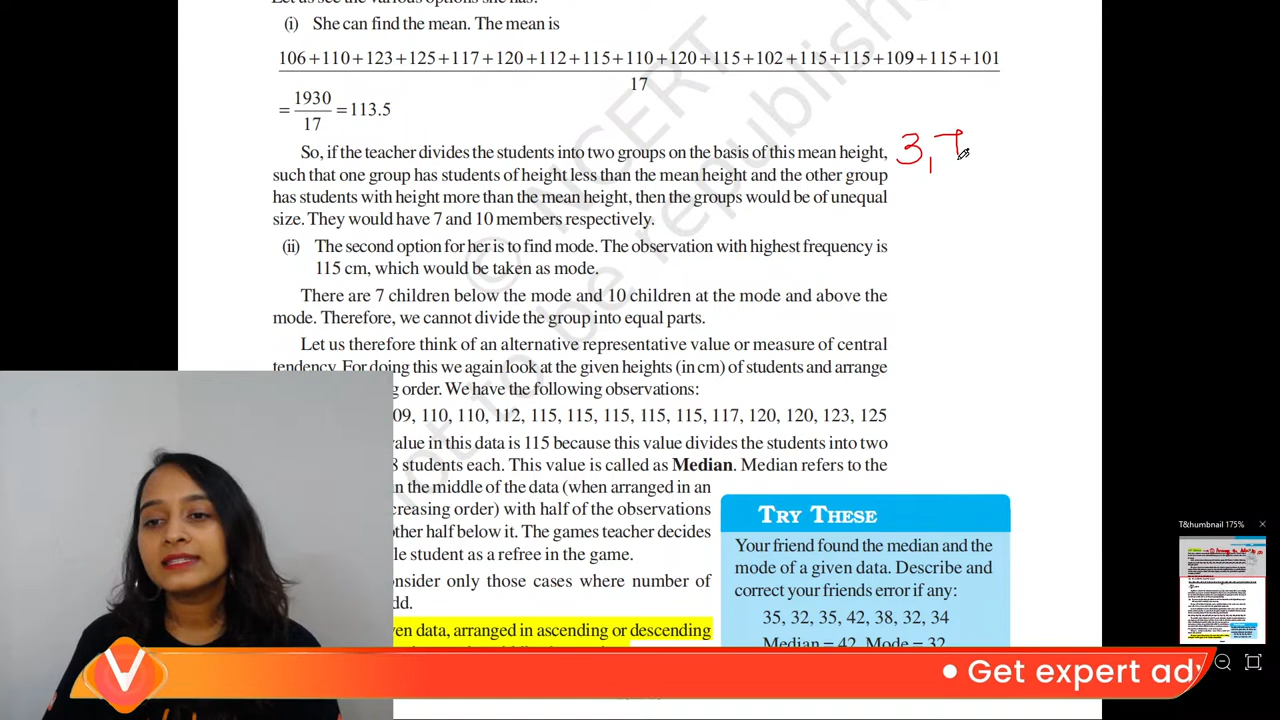 (i) She can find the mean. The mean is
106+110+123+125+117+120+112+115+110+120+115+102+115+115+109+115+101
17
= 1930/17 = 113.5
So, if the teacher divides the students into two groups on the basis of this mean height,
3, 7
such that one group has students of height less than the mean height and the other group
has students with height more than the mean height, then the groups would be of unequal
size. They would have 7 and 10 members respectively.
(ii) The second option for her is to find mode. The observation with highest frequency is
115 cm, which would be taken as mode.
There are 7 children below the mode and 10 children at the mode and above the
mode. Therefore, we cannot divide the group into equal parts.
Let us therefore think of an alternative representative value or measure of central
tendency. For doing this we again look at the given heights (in cm) of students and arrange
order. We have the following observations:
09, 110, 110, 112, 115, 115, 115, 115, 115, 117, 120, 120, 123, 125
value in this data is 115 because this value divides the students into two
8 students each. This value is called as Median. Median refers to the
in the middle of the data (when arranged in an
creasing order) with half of the observations
other half below it. The games teacher decides
le student as a refree in the game.
onsider only those cases where number of
dd.
en data, arranged in ascending or descending
TRY THESE
Your friend found the median and the
mode of a given data. Describe and
correct your friends error if any:
35, 32, 35, 42, 38, 32, 34
Median = 42, Mode = 32
© NCERT
not to be republished
T&humbnail 175%
V
Get expert adv